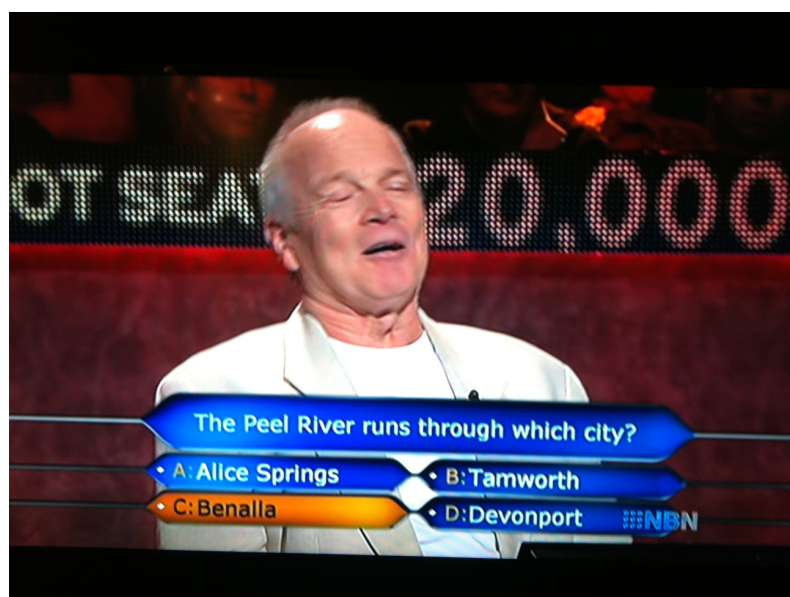 OT SEA 20,000
The Peel River runs through which city?
A: Alice Springs
B: Tamworth
C: Benalla
D: Devonport
NBN